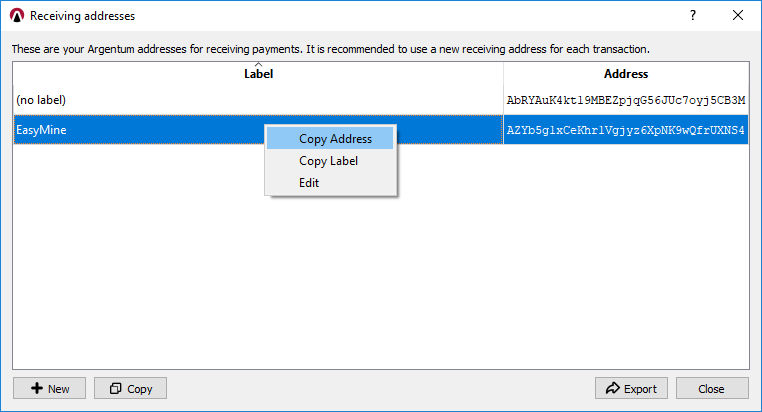 Receiving addresses
?
These are your Argentum addresses for receiving payments. It is recommended to use a new receiving address for each transaction.
Label Address
(no label) AbRYAuK4kt19MBEZpjqG56JUc7oyj5CB3M
EasyMine AZYb5g1xCeKhr1Vgjyz6XpNK9wQfrUXNS4
Copy Address
Copy Label
Edit
New Copy Export Close